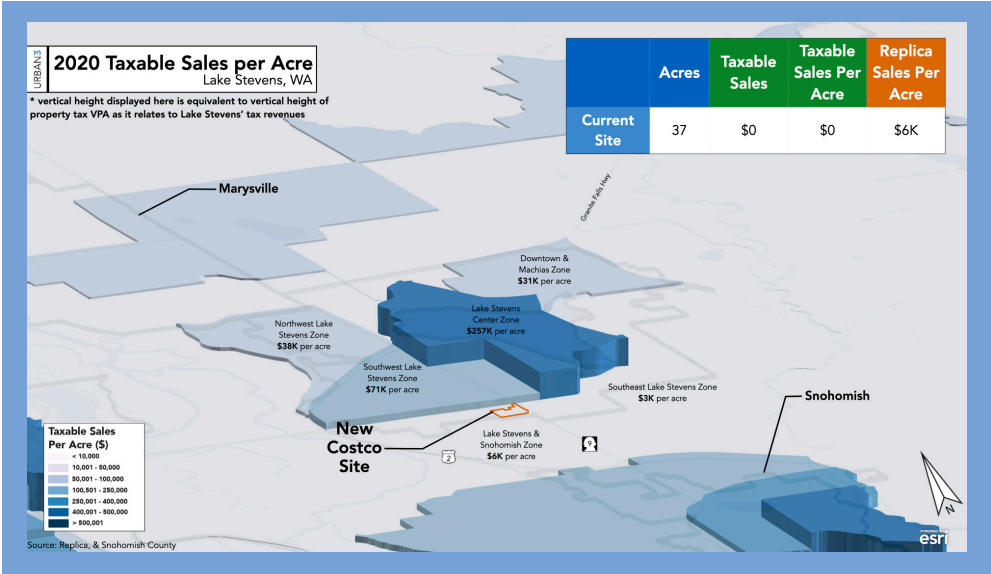 URBAN3
2020 Taxable Sales per Acre
Lake Stevens, WA
* vertical height displayed here is equivalent to vertical height of
property tax VPA as it relates to Lake Stevens' tax revenues
Acres
Taxable
Sales
Taxable
Sales Per
Acre
Replica
Sales Per
Acre
Current
Site
37
$0
$0
$6K
Marysville
Granite Falls Hwy
Downtown &
Machias Zone
$31K per acre
Lake Stevens
Center Zone
$257K per acre
Northwest Lake
Stevens Zone
$38K per acre
Southwest Lake
Stevens Zone
$71K per acre
Southeast Lake Stevens Zone
$3K per acre
Snohomish
New
Costco
Site
Lake Stevens &
Snohomish Zone
$6K per acre
2
9
Taxable Sales
Per Acre ($)
< 10,000
10,001 - 50,000
50,001 - 100,000
100,501 - 250,000
250,001 - 400,000
400,001 - 500,000
> 500,001
N
POWERED BY
esri
Source: Replica, & Snohomish County